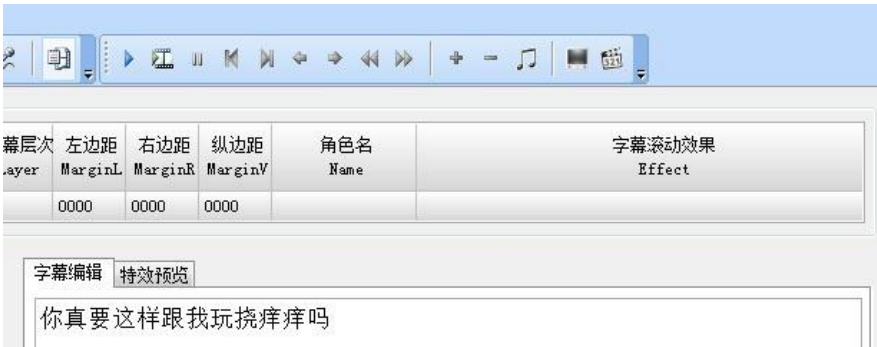 幕层次 左边距 右边距 纵边距 角色名 字幕滚动效果
ayer MarginL MarginR MarginV Name Effect
0000 0000 0000
字幕编辑 特效预览
你真要这样跟我玩挠痒痒吗